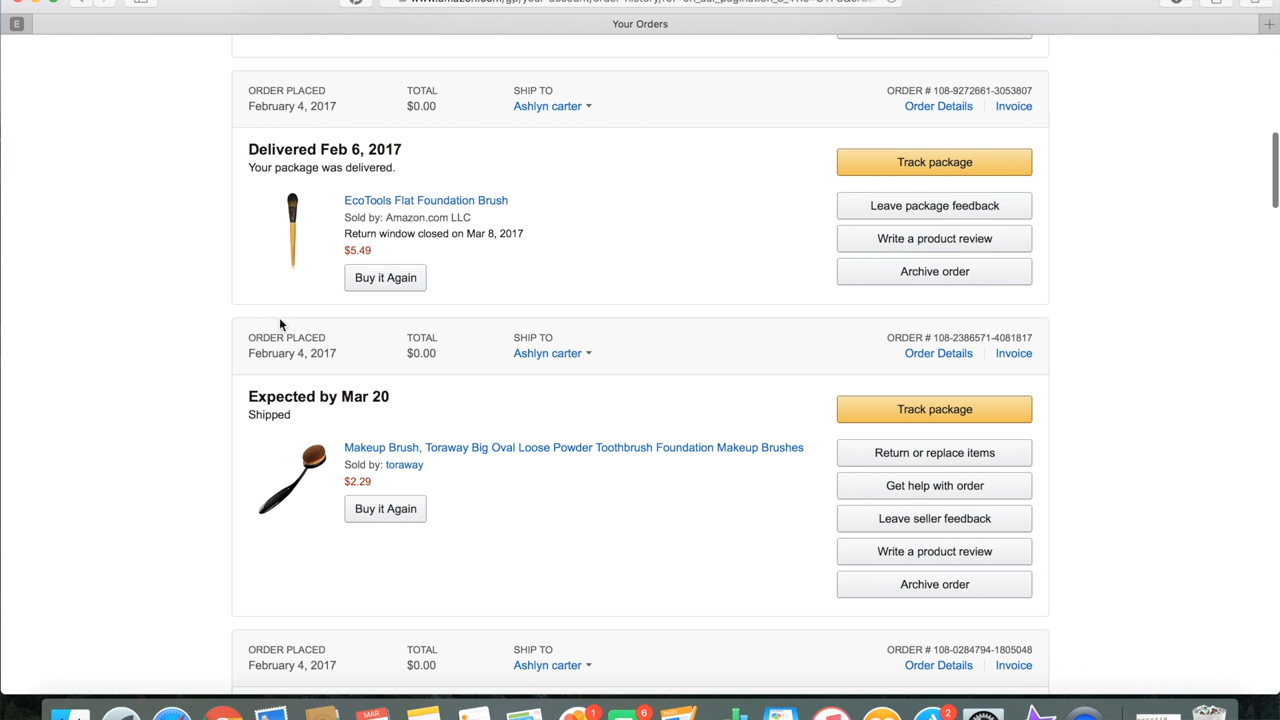 Your Orders
E
ORDER PLACED
TOTAL
SHIP TO
ORDER # 108-9272661-3053807
February 4, 2017
$0.00
Ashlyn carter
Order Details
Invoice
Delivered Feb 6, 2017
Your package was delivered.
Track package
EcoTools Flat Foundation Brush
Sold by: Amazon.com LLC
Return window closed on Mar 8, 2017
$5.49
Buy it Again
Leave package feedback
Write a product review
Archive order
ORDER PLACED
TOTAL
SHIP TO
ORDER # 108-2386571-4081817
February 4, 2017
$0.00
Ashlyn carter
Order Details
Invoice
Expected by Mar 20
Shipped
Track package
Makeup Brush, Toraway Big Oval Loose Powder Toothbrush Foundation Makeup Brushes
Sold by: toraway
$2.29
Buy it Again
Return or replace items
Get help with order
Leave seller feedback
Write a product review
Archive order
ORDER PLACED
TOTAL
SHIP TO
ORDER # 108-0284794-1805048
February 4, 2017
$0.00
Ashlyn carter
Order Details
Invoice
MAR
1
6
2